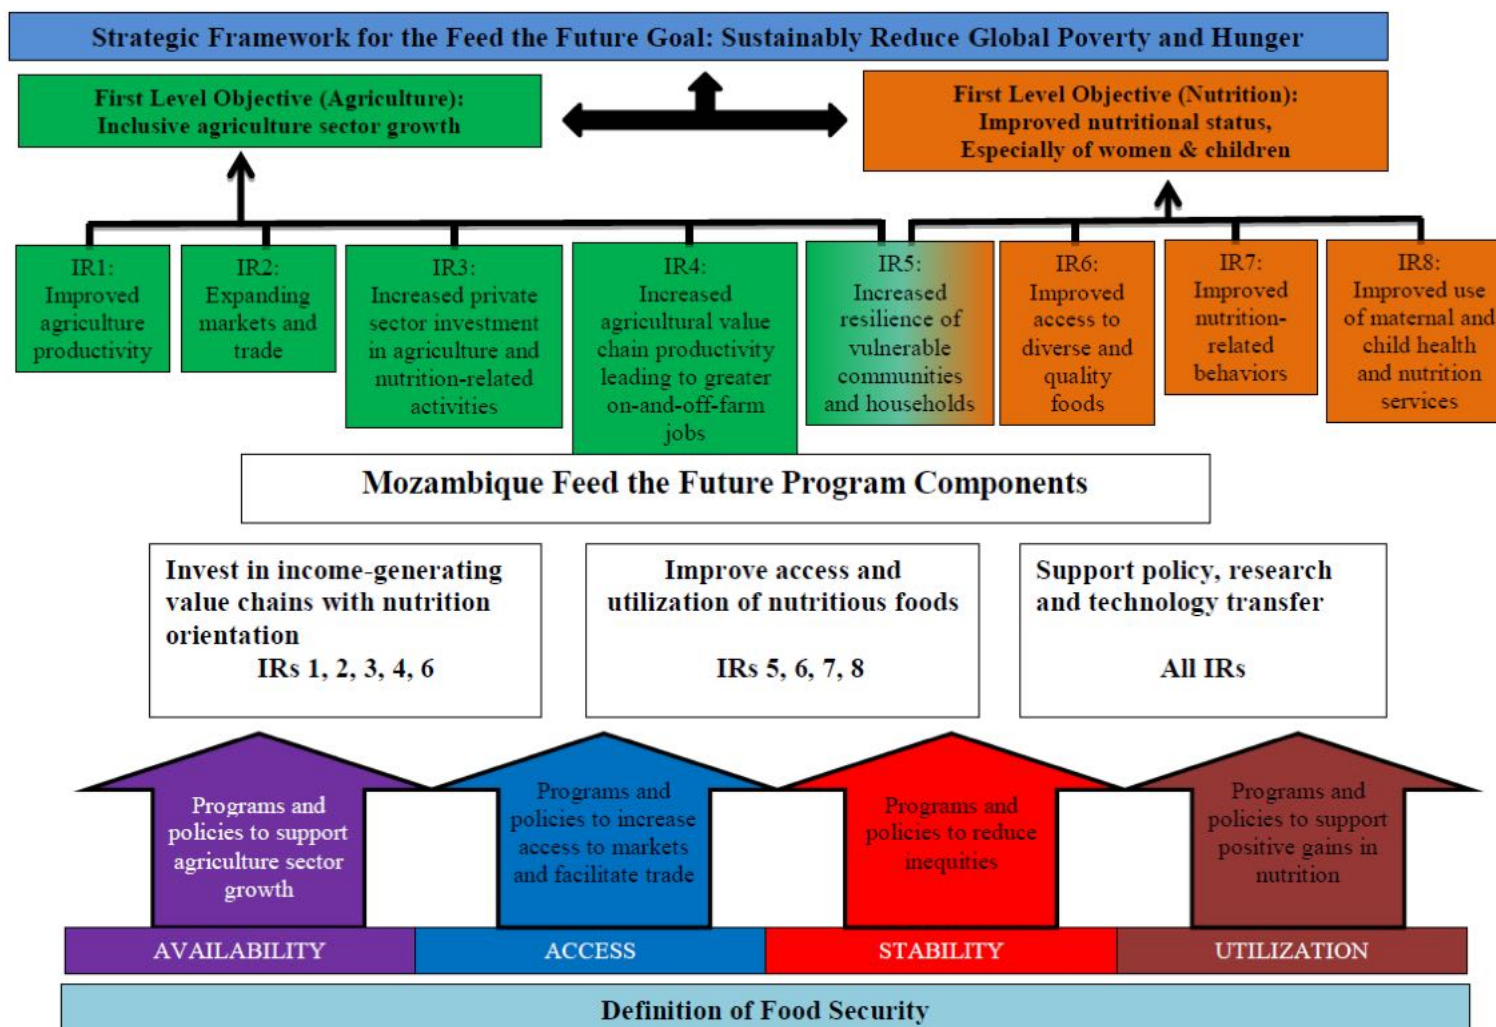 Strategic Framework for the Feed the Future Goal: Sustainably Reduce Global Poverty and Hunger
First Level Objective (Agriculture):
Inclusive agriculture sector growth
First Level Objective (Nutrition):
Improved nutritional status,
Especially of women & children
IR1:
Improved
agriculture
productivity
IR2:
Expanding
markets and
trade
IR3:
Increased private
sector investment
in agriculture and
nutrition-related
activities
IR4:
Increased
agricultural value
chain productivity
leading to greater
on-and-off-farm
jobs
IR5:
Increased
resilience of
vulnerable
communities
and households
IR6:
Improved
access to
diverse and
quality
foods
IR7:
Improved
nutrition-
related
behaviors
IR8:
Improved use
of maternal and
child health
and nutrition
services
Mozambique Feed the Future Program Components
Invest in income-generating
value chains with nutrition
orientation
IRs 1, 2, 3, 4, 6
Improve access and
utilization of nutritious foods
IRs 5, 6, 7, 8
Support policy, research
and technology transfer
All IRs
Programs and
policies to support
agriculture sector
growth
Programs and
policies to increase
access to markets
and facilitate trade
Programs and
policies to reduce
inequities
Programs and
policies to support
positive gains in
nutrition
AVAILABILITY
ACCESS
STABILITY
UTILIZATION
Definition of Food Security